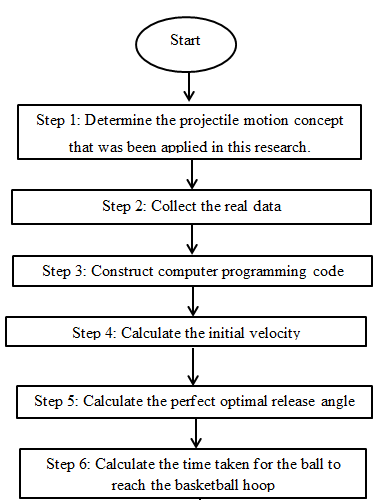 Start
Step 1: Determine the projectile motion concept
that was been applied in this research.
Step 2: Collect the real data
Step 3: Construct computer programming code
Step 4: Calculate the initial velocity
Step 5: Calculate the perfect optimal release angle
Step 6: Calculate the time taken for the ball to
reach the basketball hoop